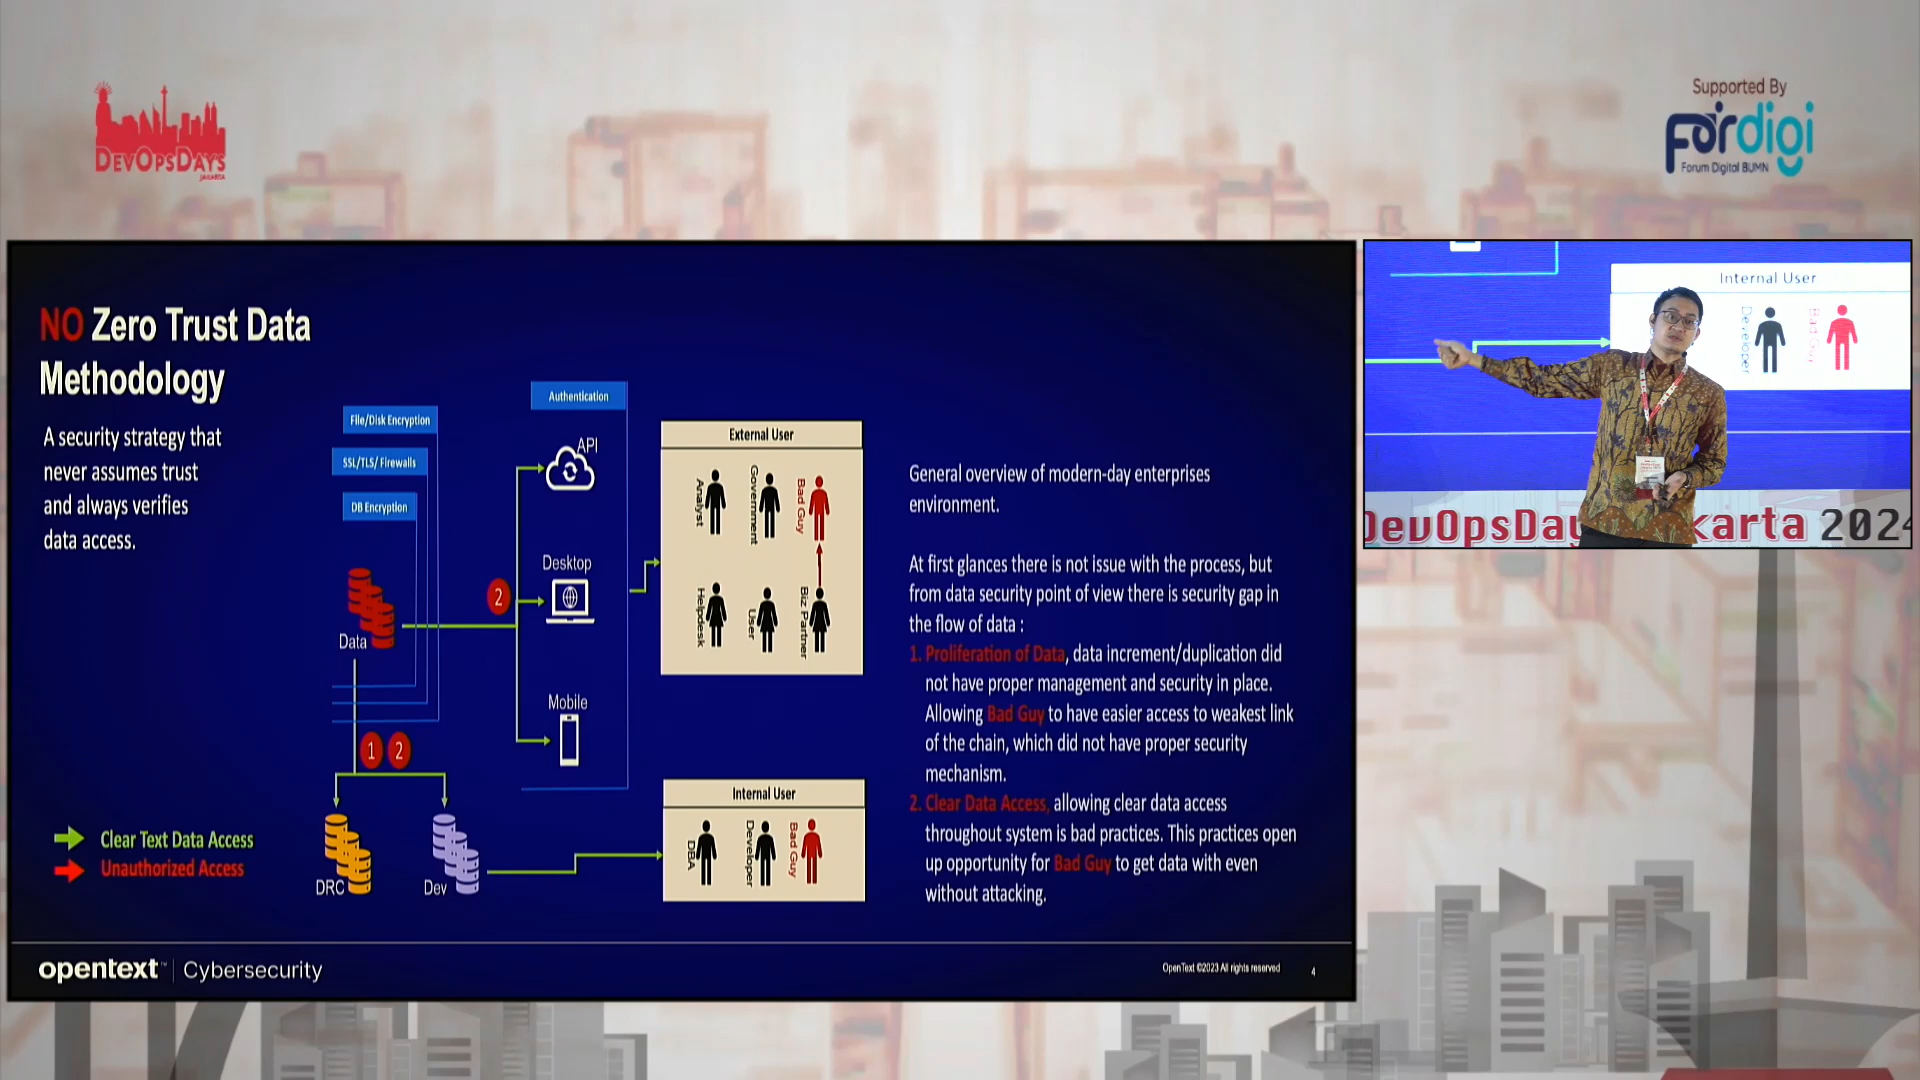 DEVOPSDAYS
JAKARTA
Supported By
fordigi
Forum Digital BUMN
NO Zero Trust Data
Methodology
A security strategy that
never assumes trust
and always verifies
data access.
File/Disk Encryption
SSL/TLS/ Firewalls
DB Encryption
Data
1
2
DRC
Dev
Clear Text Data Access
Unauthorized Access
Authentication
API
2
Desktop
Mobile
External User
Analyst
Government
Bad Guy
Helpdesk
User
Biz Partner
Internal User
DBA
Developer
Bad Guy
General overview of modern-day enterprises
environment.
At first glances there is not issue with the process, but
from data security point of view there is security gap in
the flow of data :
1. Proliferation of Data, data increment/duplication did
not have proper management and security in place.
Allowing Bad Guy to have easier access to weakest link
of the chain, which did not have proper security
mechanism.
2. Clear Data Access, allowing clear data access
throughout system is bad practices. This practices open
up opportunity for Bad Guy to get data with even
without attacking.
opentext™ | Cybersecurity
OpenText ©2023 All rights reserved
4
Internal User
Developer
Bad Guy
DevOpsDay karta 2024